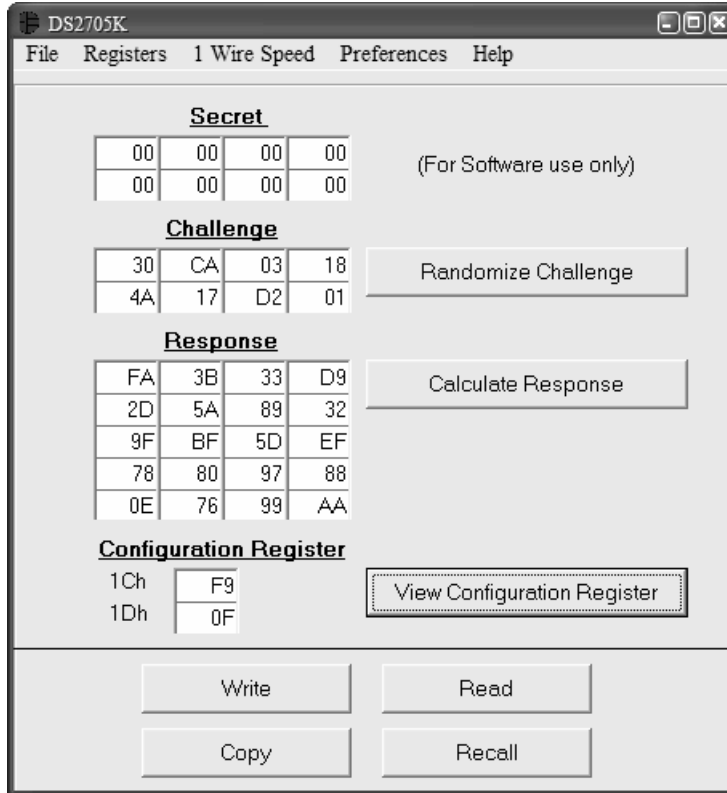 DS2705K
File Registers 1 Wire Speed Preferences Help
Secret
00 00 00 00
(For Software use only)
00 00 00 00
Challenge
30 CA 03 18
Randomize Challenge
4A 17 D2 01
Response
FA 3B 33 D9
Calculate Response
2D 5A 89 32
9F BF 5D EF
78 80 97 88
0E 76 99 AA
Configuration Register
1Ch F9
View Configuration Register
1Dh 0F
Write Read
Copy Recall